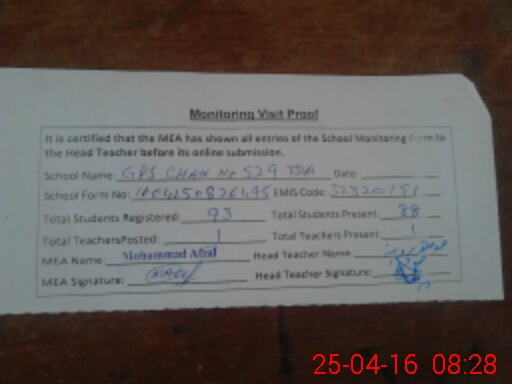 Monitoring Visit Proof
It is certified that the MEA has shown all entries of the School Monitoring Form to
the Head Teacher before its online submission.
School Name: GPS CHAK No 529 TDA Date:
School Form No: EMIS Code: 32320151
Total Students Registered: 93 Total Students Present: 88
Total Teachers Posted: 1 Total Teachers Present: 1
MEA Name: Mohammad Afzal Head Teacher Name:
MEA Signature: Head Teacher Signature:
25-04-16 08:28